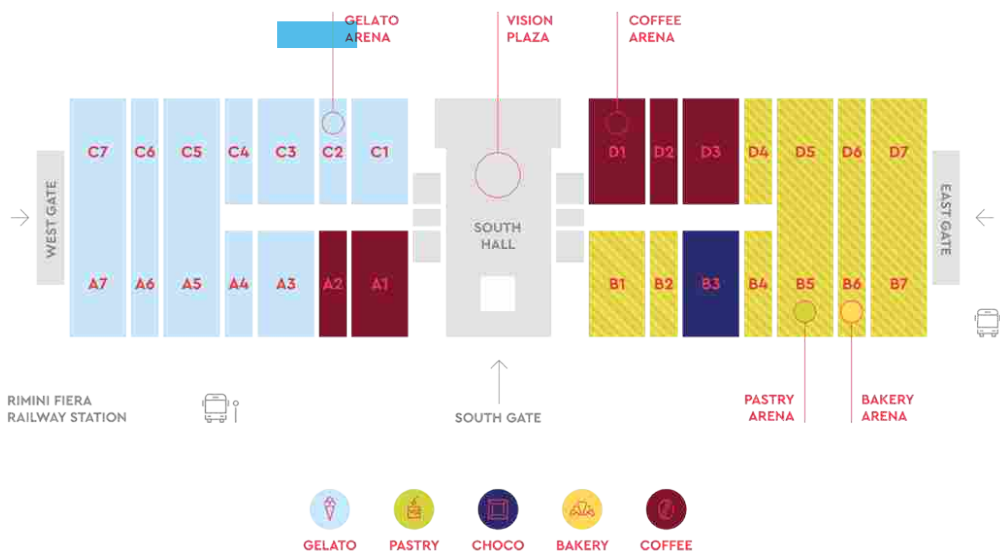 GELATO
ARENA
VISION
PLAZA
COFFEE
ARENA
C7 C6 C5 C4 C3 C2 C1 D1 D2 D3 D4 D5 D6 D7
WEST GATE
SOUTH
HALL
EAST GATE
A7 A6 A5 A4 A3 A2 A1 B1 B2 B3 B4 B5 B6 B7
RIMINI FIERA
RAILWAY STATION
SOUTH GATE
PASTRY
ARENA
BAKERY
ARENA
GELATO PASTRY CHOCO BAKERY COFFEE